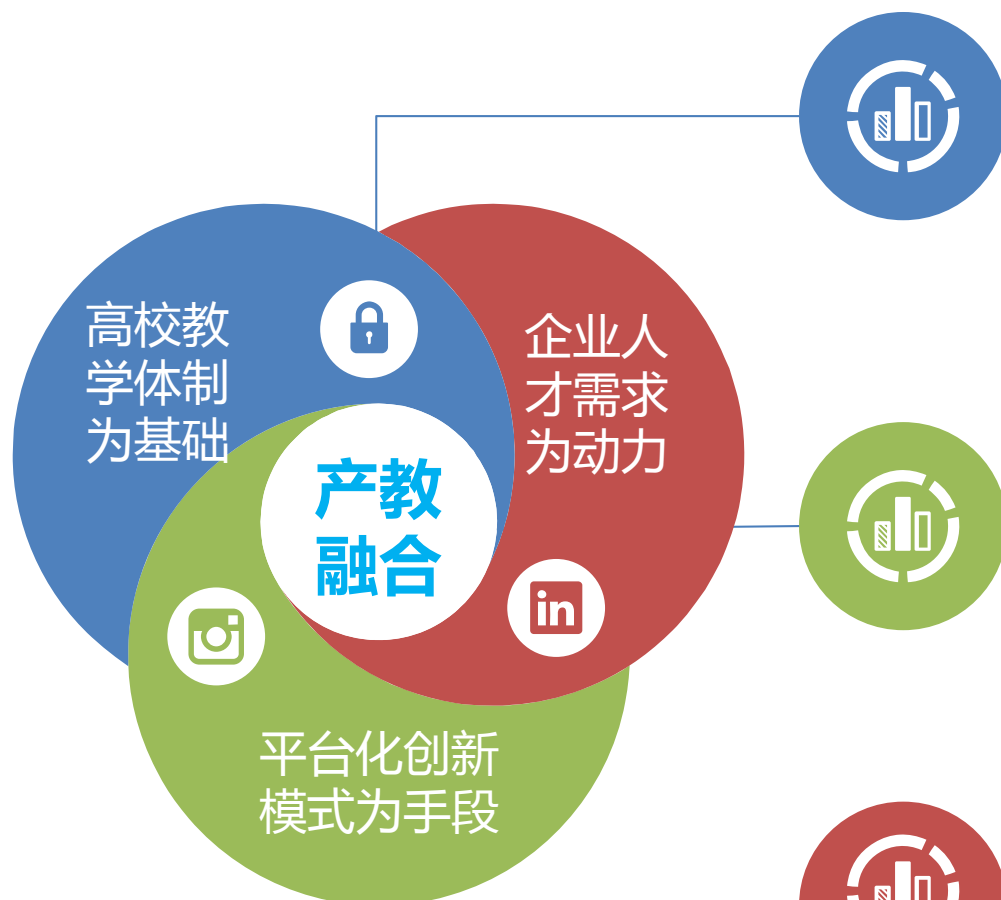 高校教
学体制
为基础
企业人
才需求
为动力
产教
融合
in
平台化创新
模式为手段